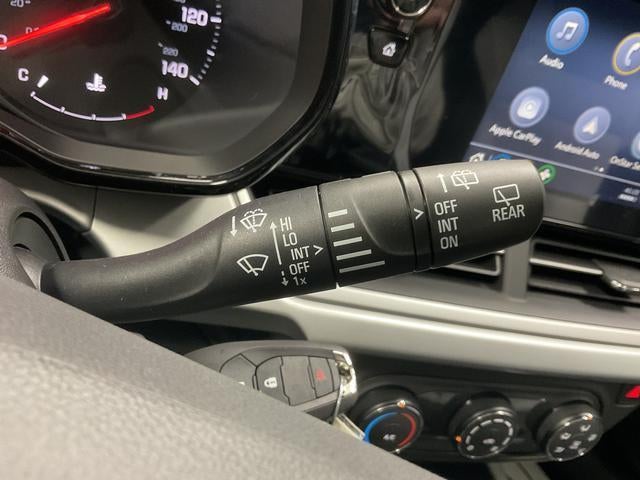 120
200
220
140
C
H
Audio
Phone
Apple CarPlay
Android Auto
HI
LO
INT
OFF
1x
OFF
INT
ON
REAR
A/C